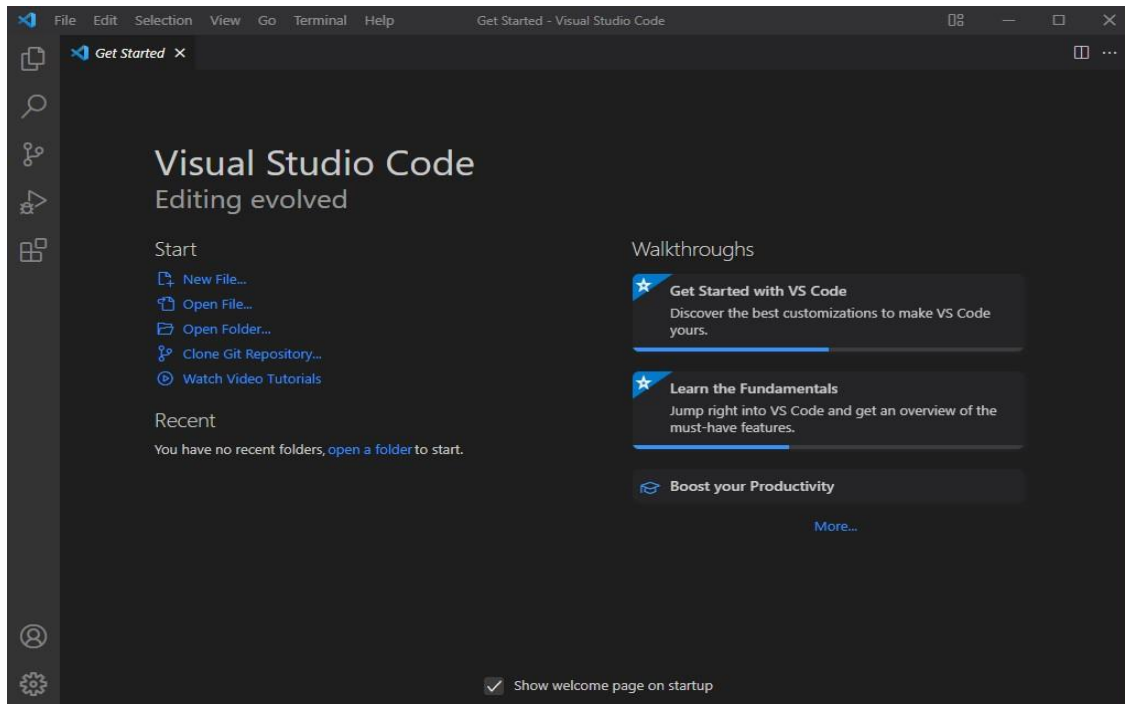 File Edit Selection View Go Terminal Help Get Started - Visual Studio Code
Get Started
Visual Studio Code
Editing evolved
Start
New File...
Open File...
Open Folder...
Clone Git Repository...
Watch Video Tutorials
Recent
You have no recent folders, open a folder to start.
Walkthroughs
Get Started with VS Code
Discover the best customizations to make VS Code
yours.
Learn the Fundamentals
Jump right into VS Code and get an overview of the
must-have features.
Boost your Productivity
More...
Show welcome page on startup